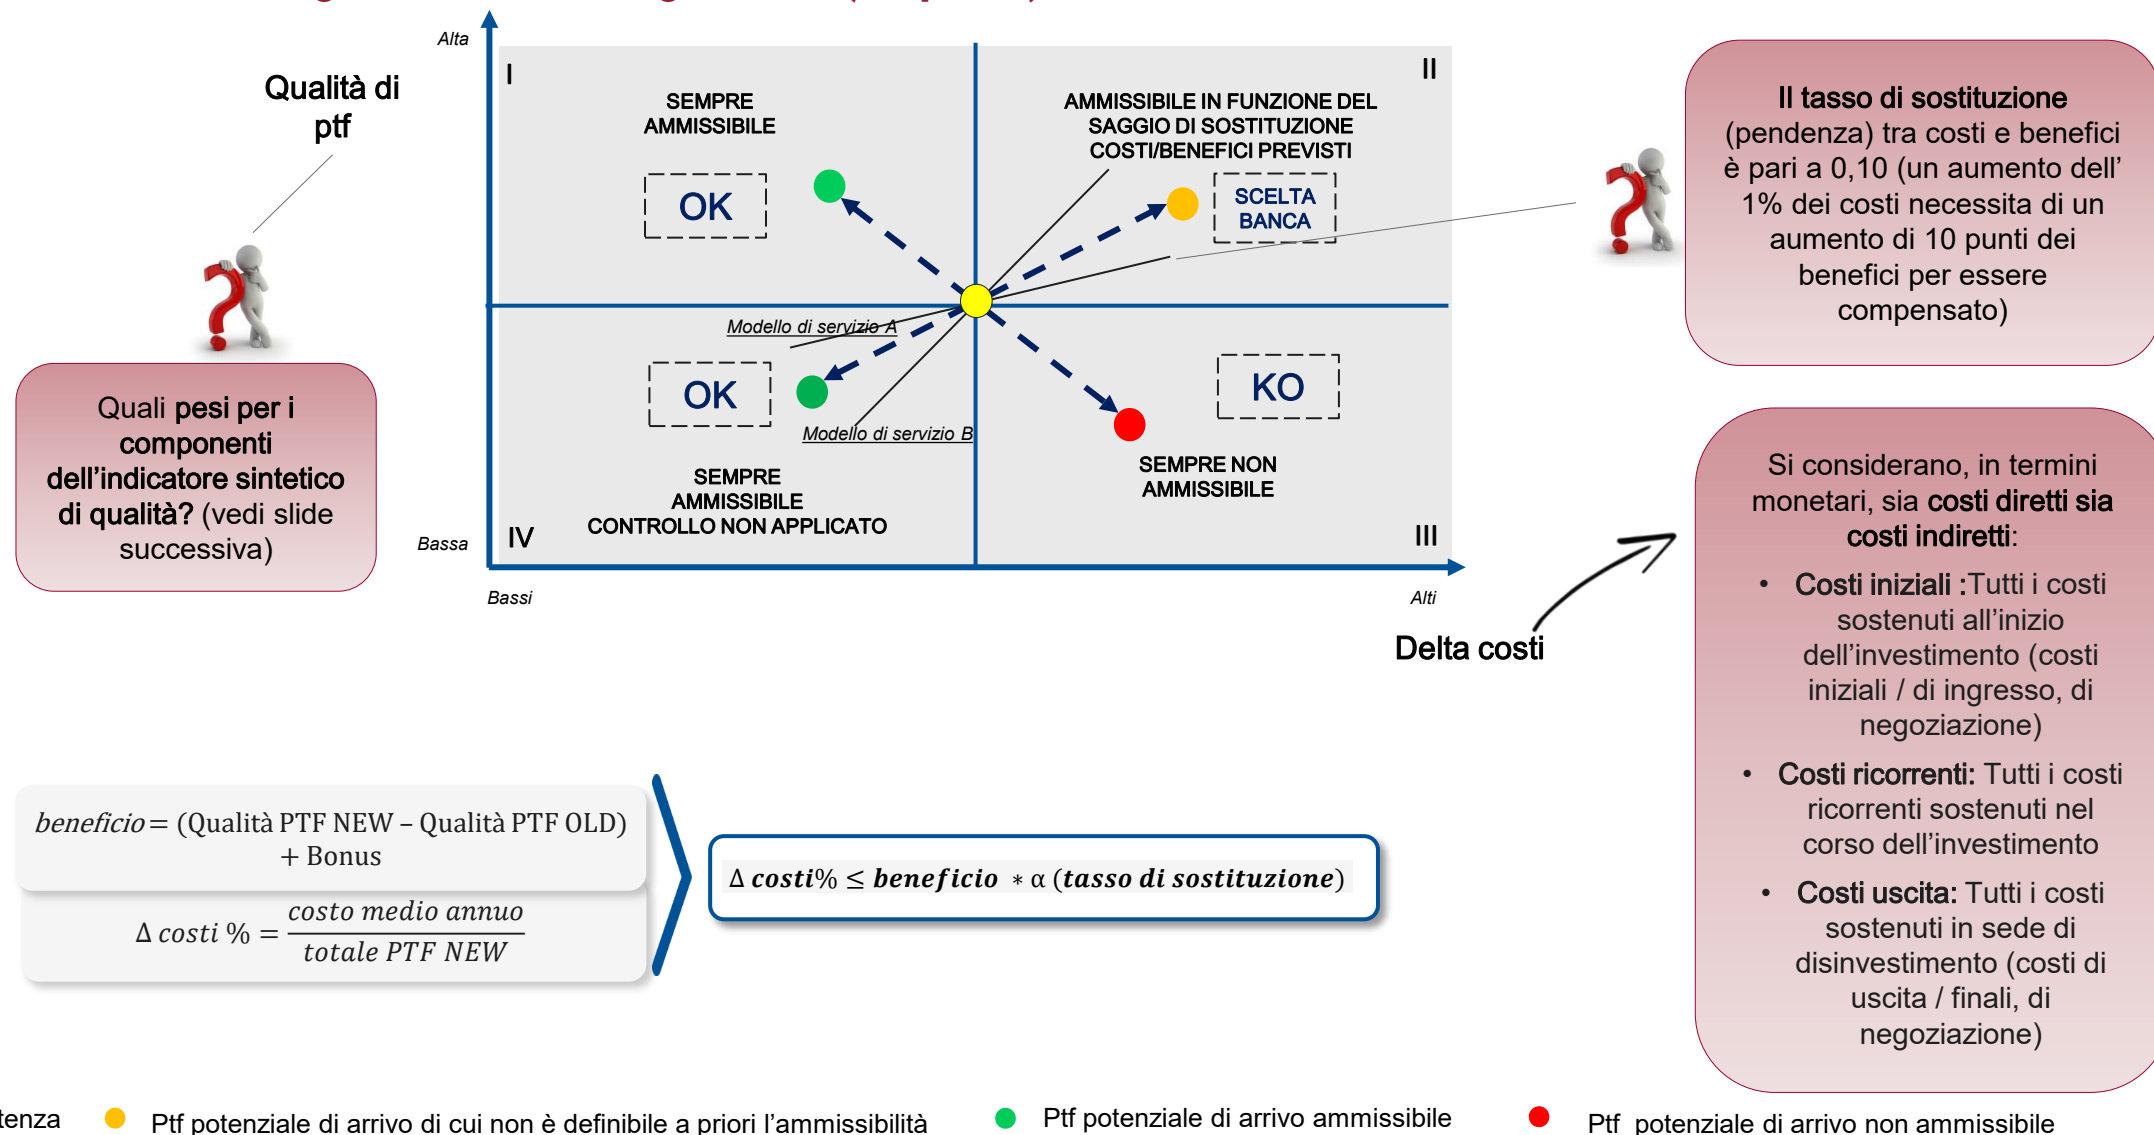 Alta
Qualità di
ptf
I
II
SEMPRE
AMMISSIBILE
OK
AMMISSIBILE IN FUNZIONE DEL
SAGGIO DI SOSTITUZIONE
COSTI/BENEFICI PREVISTI
SCELTA
BANCA
Il tasso di sostituzione
(pendenza) tra costi e benefici
è pari a 0,10 (un aumento dell’
1% dei costi necessita di un
aumento di 10 punti dei
benefici per essere
compensato)
Quali pesi per i
componenti
dell’indicatore sintetico
di qualità? (vedi slide
successiva)
Modello di servizio A
OK
Modello di servizio B
SEMPRE
AMMISSIBILE
CONTROLLO NON APPLICATO
KO
SEMPRE NON
AMMISSIBILE
IV
III
Bassa
Bassi
Alti
Delta costi
Si considerano, in termini
monetari, sia costi diretti sia
costi indiretti:
• Costi iniziali :Tutti i costi
sostenuti all’inizio
dell’investimento (costi
iniziali / di ingresso, di
negoziazione)
• Costi ricorrenti: Tutti i costi
ricorrenti sostenuti nel
corso dell’investimento
• Costi uscita: Tutti i costi
sostenuti in sede di
disinvestimento (costi di
uscita / finali, di
negoziazione)
beneficio = (Qualità PTF NEW – Qualità PTF OLD)
+ Bonus
Δ costi % = costo medio annuo
totale PTF NEW
Δ costi% ≤ beneficio * α (tasso di sostituzione)
tenza
Ptf potenziale di arrivo di cui non è definibile a priori l’ammissibilità
Ptf potenziale di arrivo ammissibile
Ptf potenziale di arrivo non ammissibile